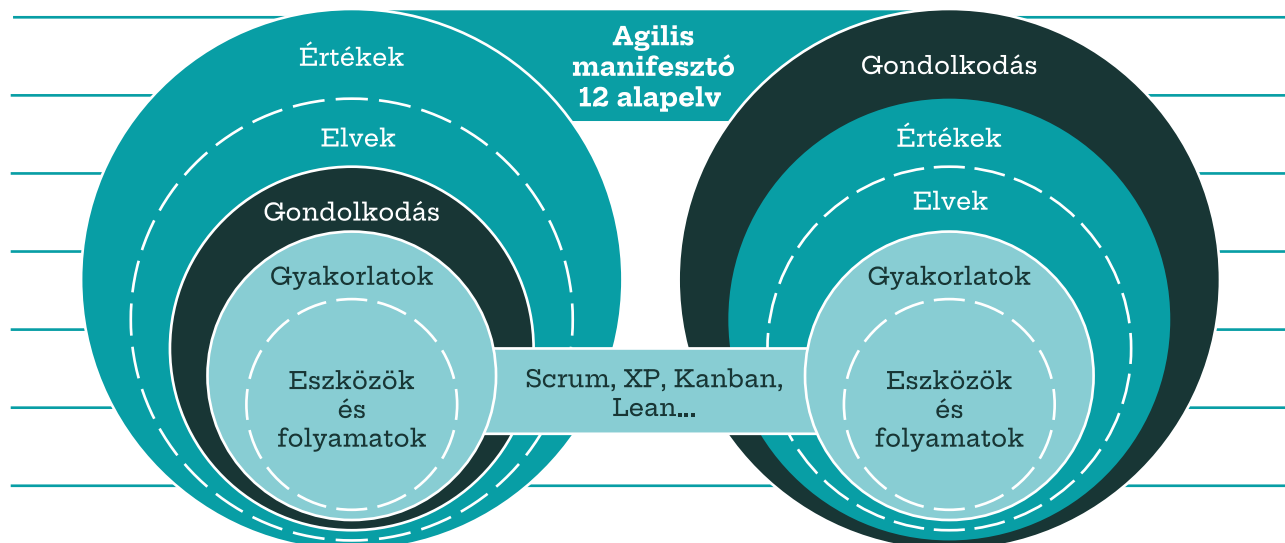 Értékek
Elvek
Gondolkodás
Gyakorlatok
Eszközök
és
folyamatok
Agilis
manifesztó
12 alapelv
Scrum, XP, Kanban,
Lean...
Gondolkodás
Értékek
Elvek
Gyakorlatok
Eszközök
és
folyamatok